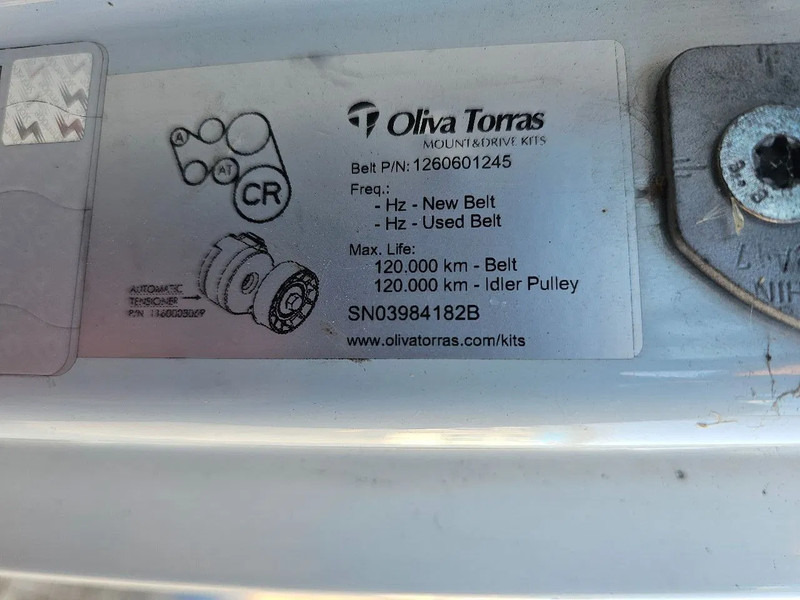 Oliva Torras
MOUNT&DRIVE KITS
Belt P/N: 1260601245
Freq.:
- Hz - New Belt
- Hz - Used Belt
Max. Life:
120.000 km - Belt
120.000 km - Idler Pulley
SN03984182B
www.olivatorras.com/kits
A
AT
CR
AUTOMATIC
TENSIONER
P/N